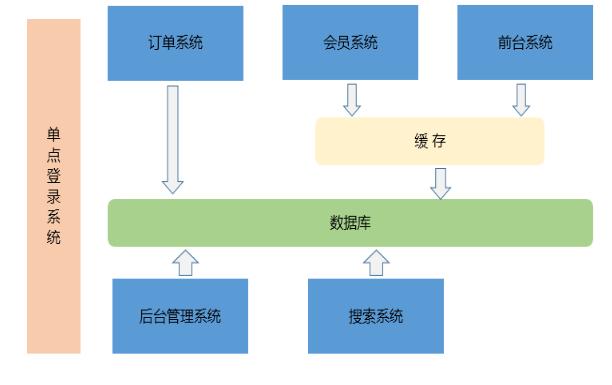 单点登录系统
订单系统
会员系统
前台系统
缓 存
数据库
后台管理系统
搜索系统